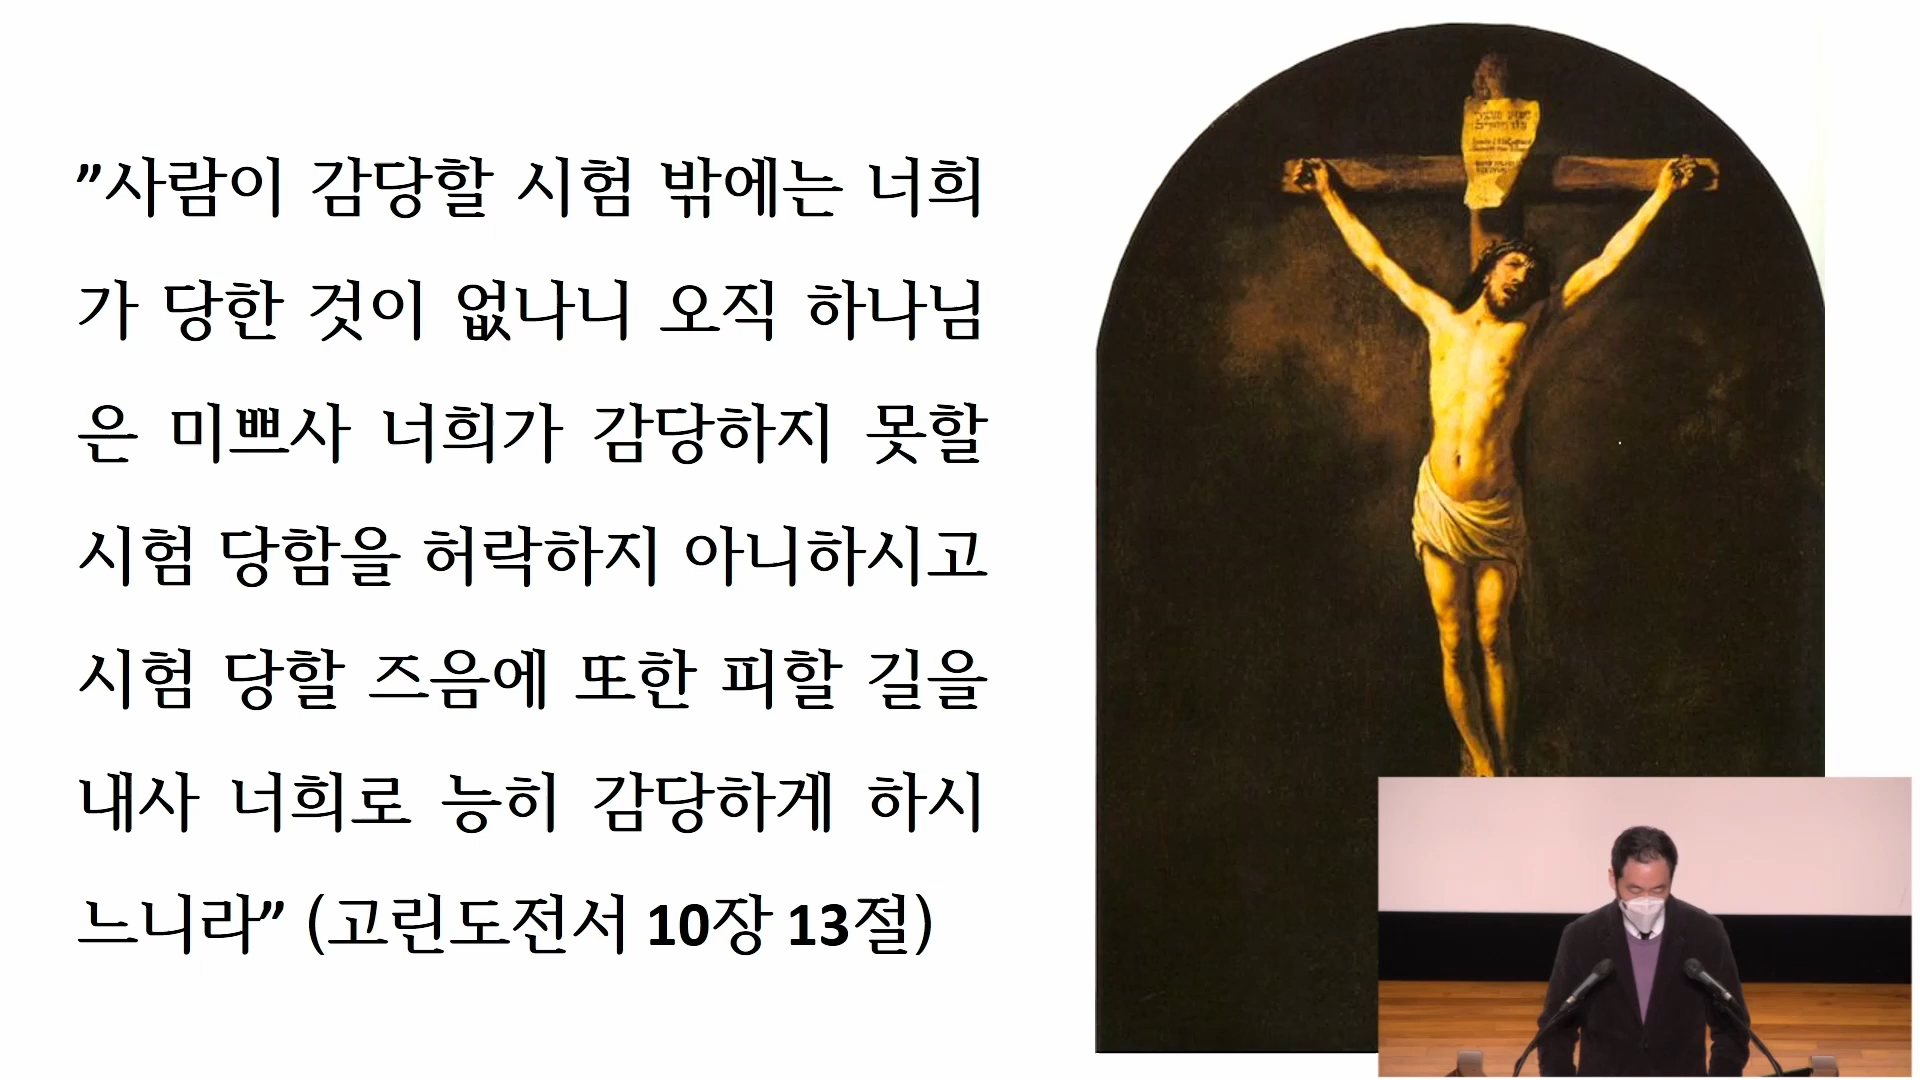 ”사람이 감당할 시험 밖에는 너희
가 당한 것이 없나니 오직 하나님
은 미쁘사 너희가 감당하지 못할
시험 당함을 허락하지 아니하시고
시험 당할 즈음에 또한 피할 길을
내사 너희로 능히 감당하게 하시
느니라” (고린도전서 10장 13절)